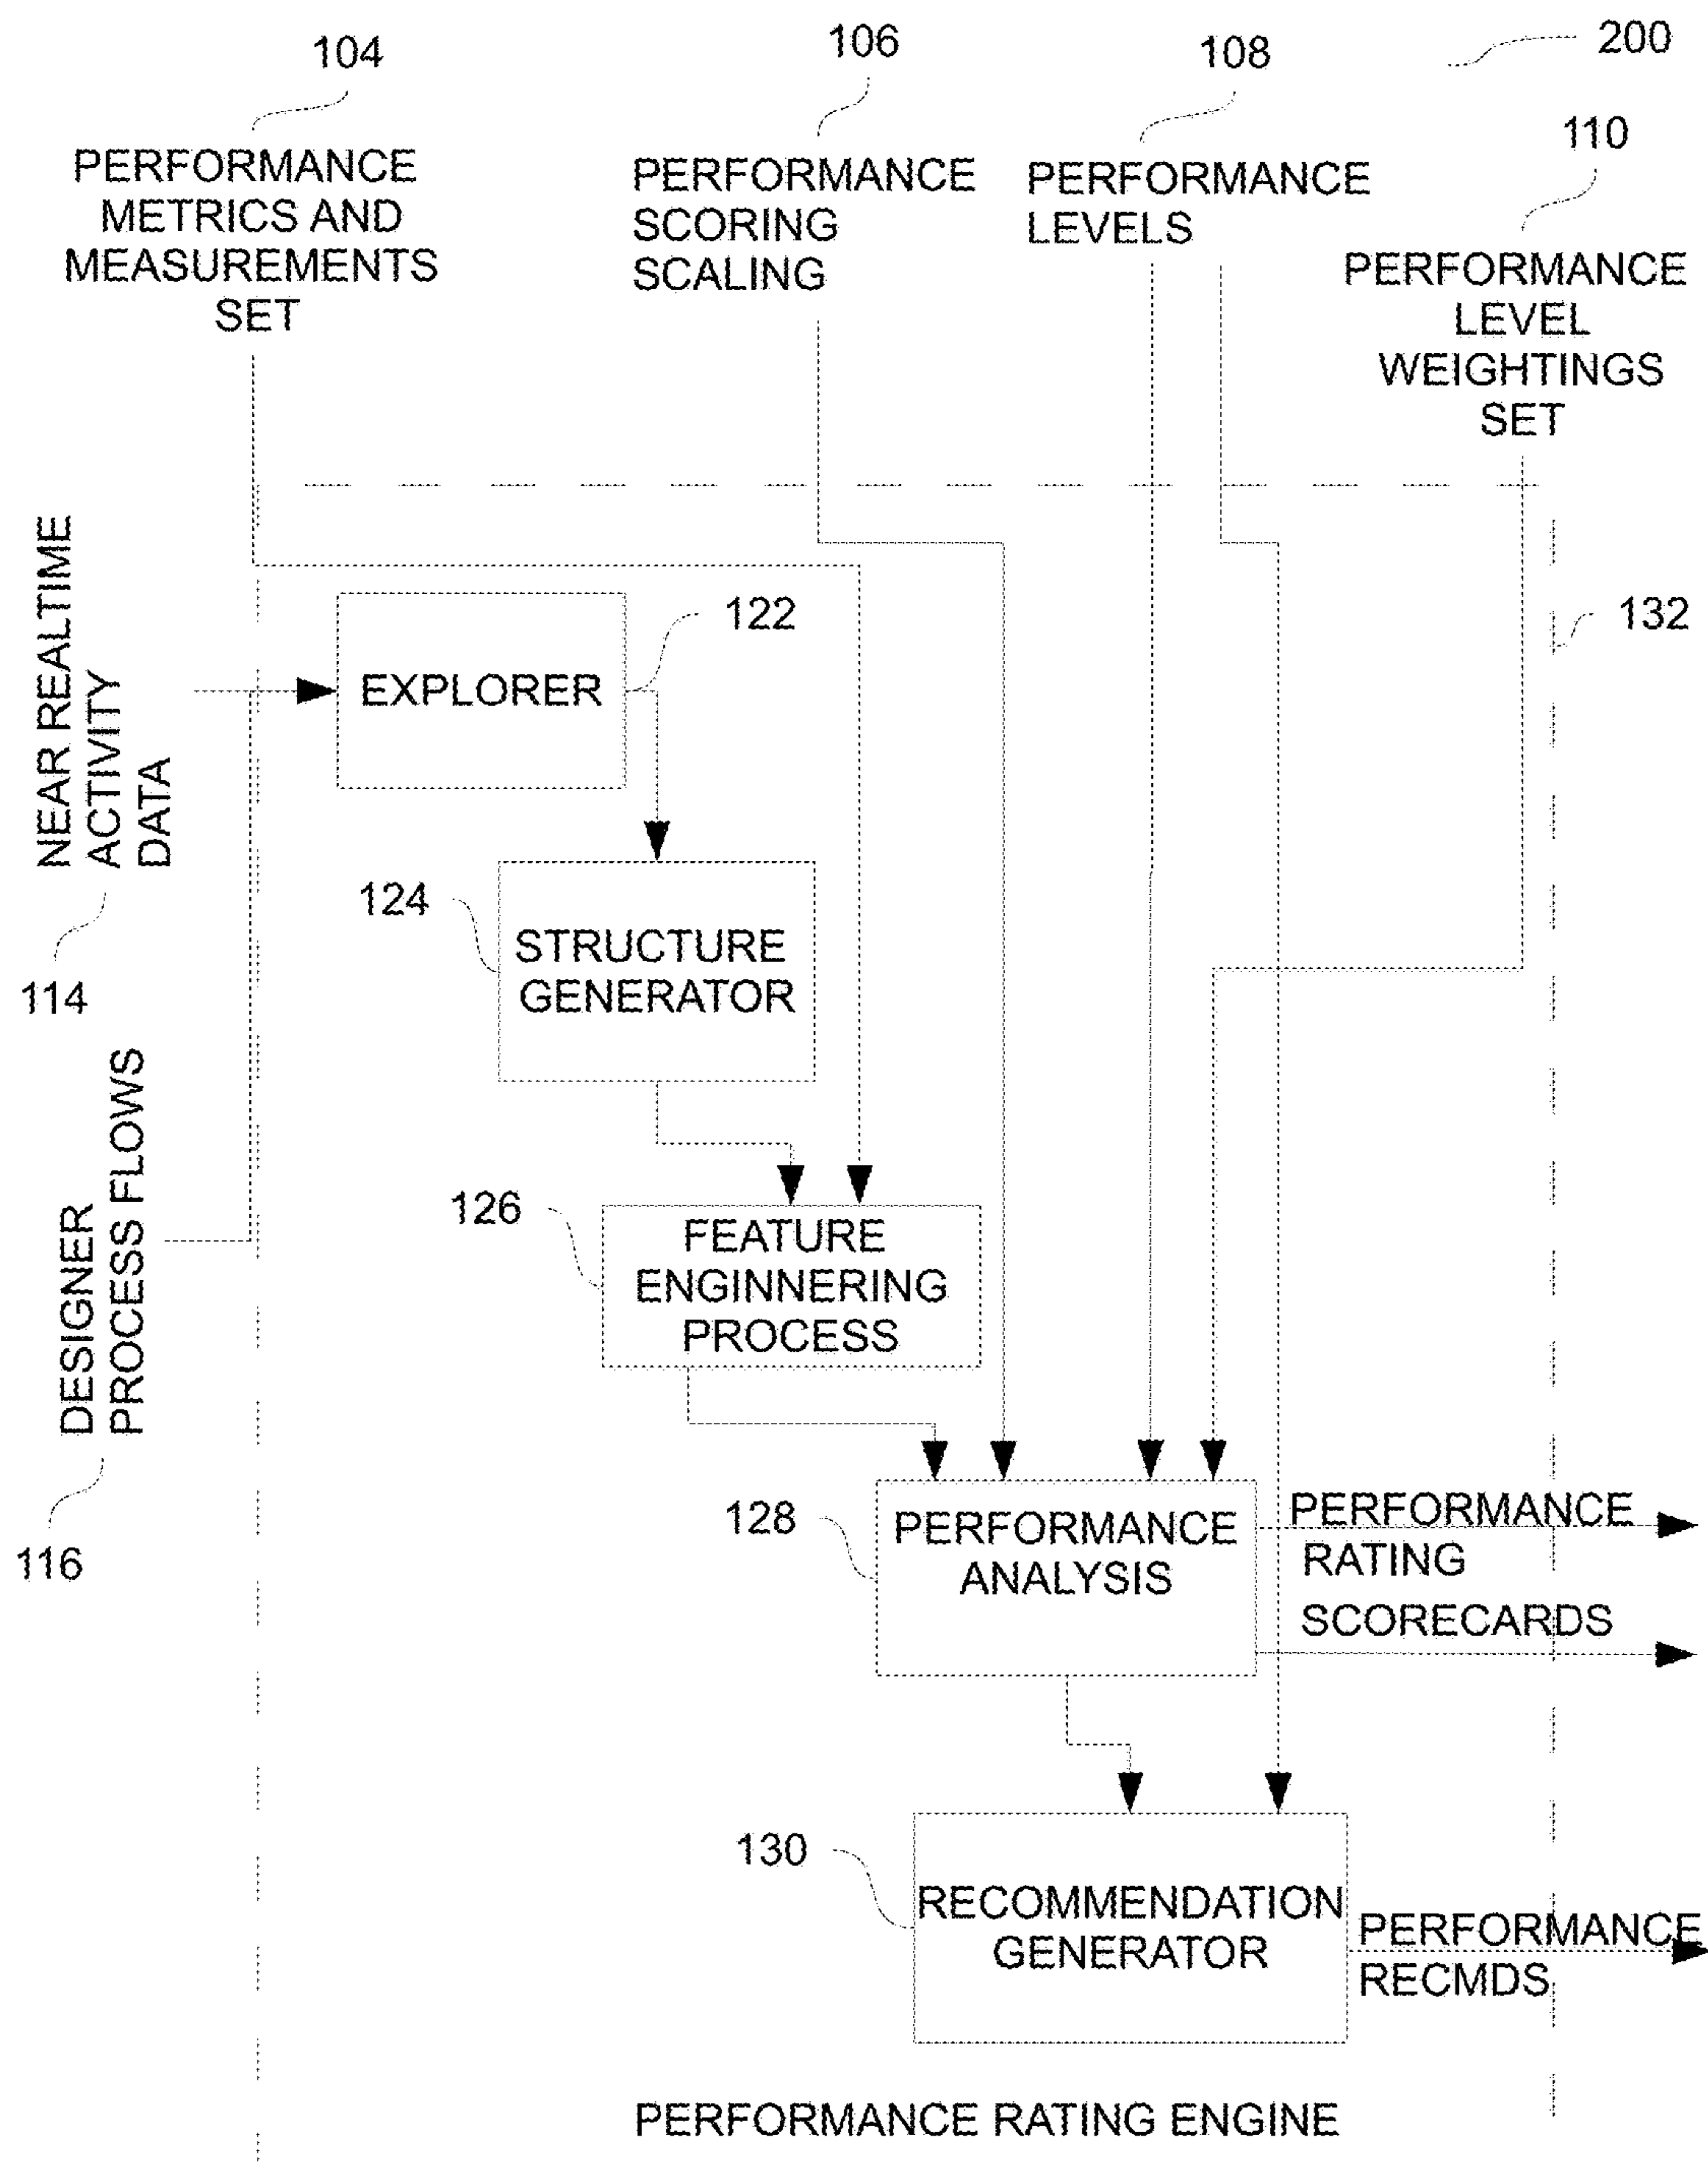 104
106
108
200
110
PERFORMANCE
METRICS AND
MEASUREMENTS
SET
PERFORMANCE
SCORING
SCALING
PERFORMANCE
LEVELS
PERFORMANCE
LEVEL
WEIGHTINGS
SET
NEAR REALTIME
ACTIVITY
DATA
114
DESIGNER
PROCESS FLOWS
116
EXPLORER
122
132
124
STRUCTURE
GENERATOR
126
FEATURE
ENGINNERING
PROCESS
128
PERFORMANCE
ANALYSIS
PERFORMANCE
RATING
SCORECARDS
130
RECOMMENDATION
GENERATOR
PERFORMANCE
RECMDS
PERFORMANCE RATING ENGINE